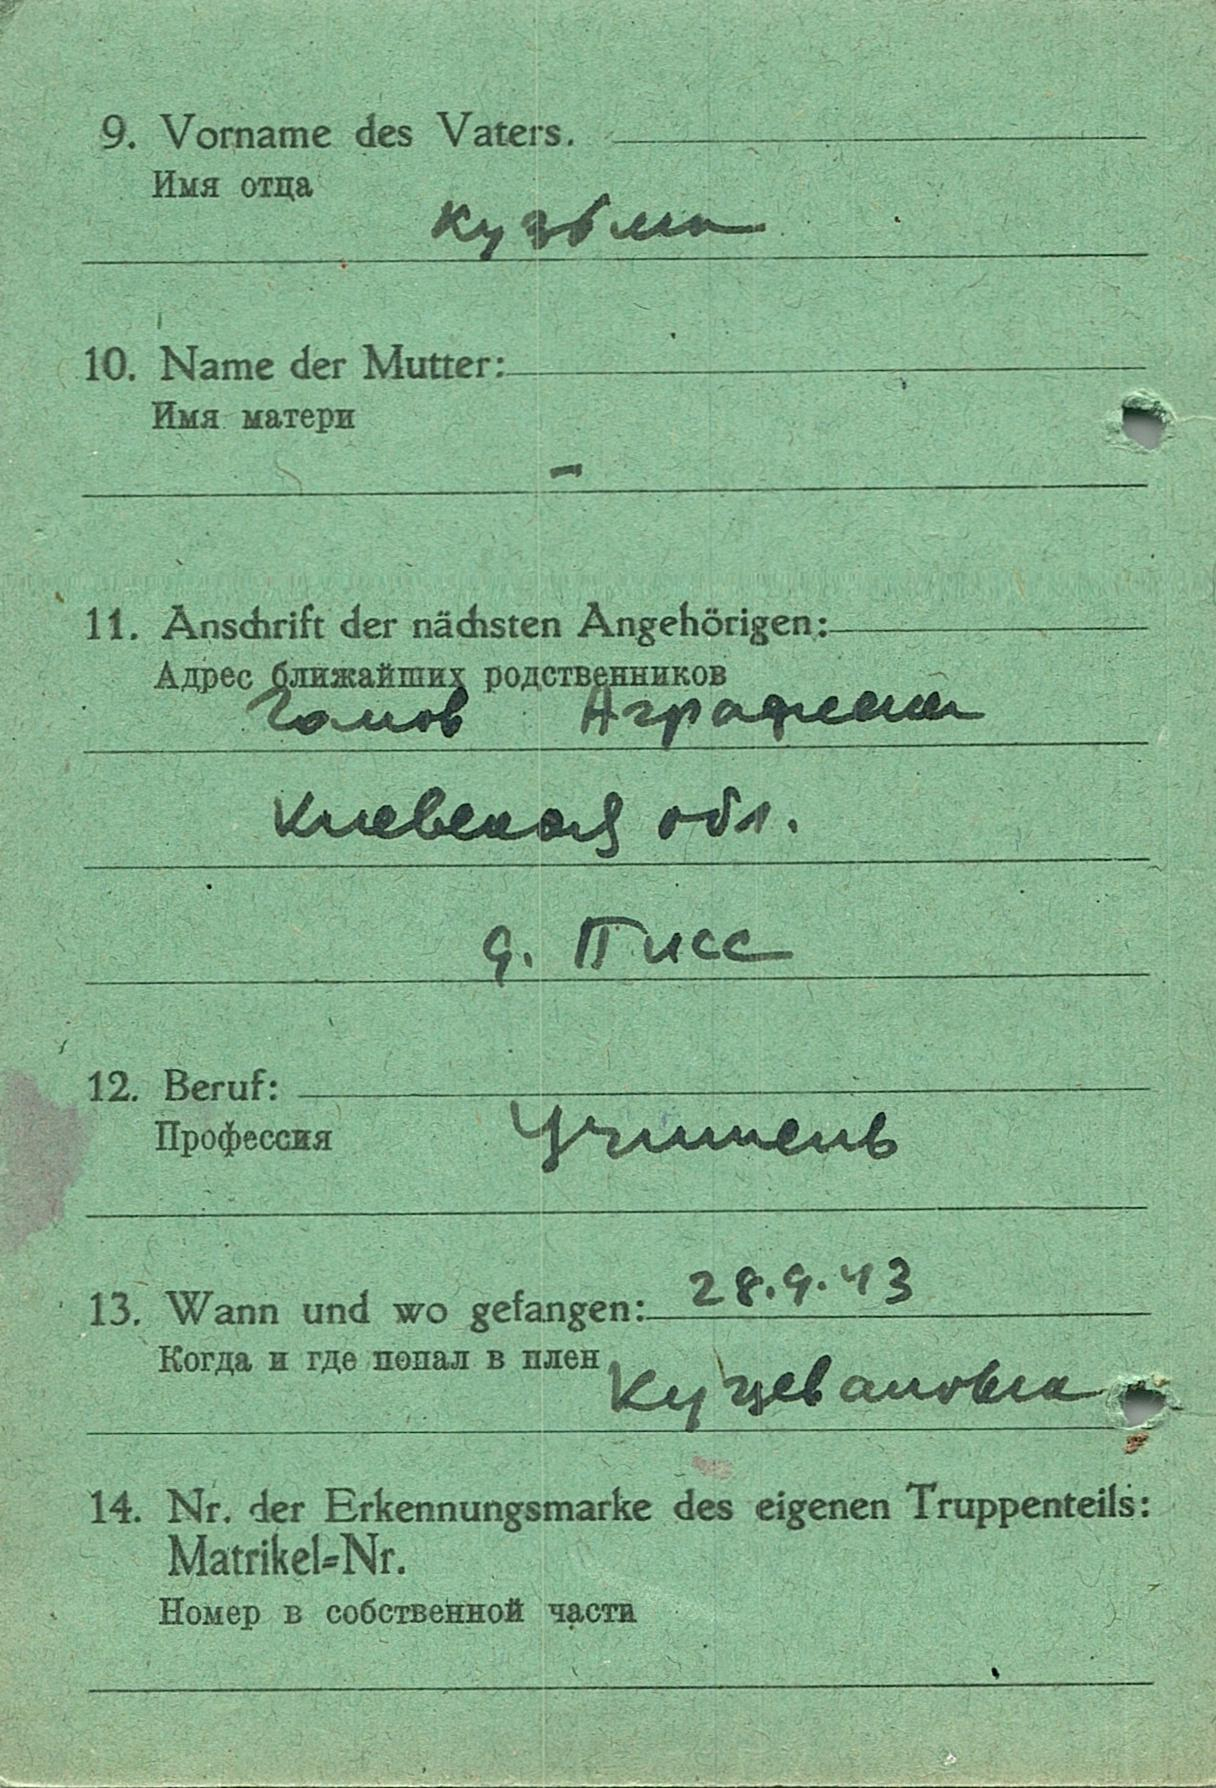 9. Vorname des Vaters.
Имя отца
Кузьма
10. Name der Mutter:
Имя матери
-
11. Anschrift der nächsten Angehörigen:
Адрес ближайших родственников
Гомов Аграфена
Киевская обл.
д. Писс
12. Beruf:
Профессия
Учитель
13. Wann und wo gefangen: 28.9.43
Когда и где попал в плен
14. Nr. der Erkennungsmarke des eigenen Truppenteils:
Matrikel=Nr.
Номер в собственной части